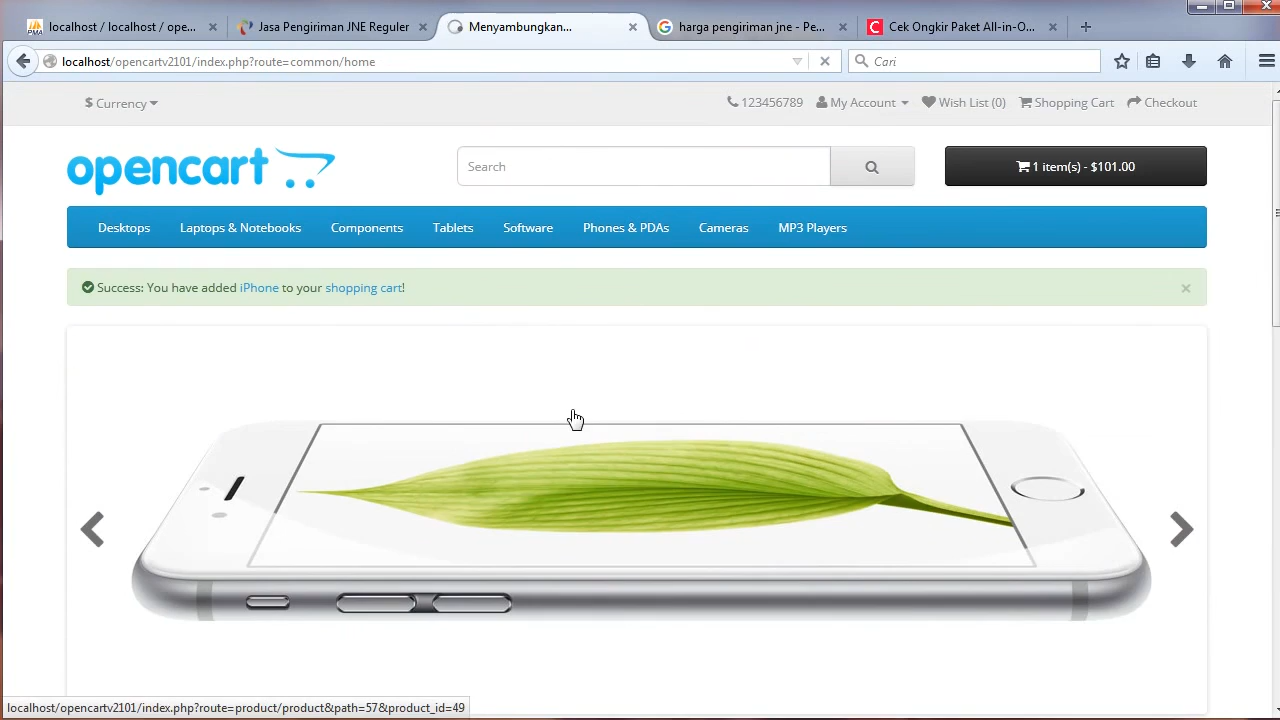 localhost / localhost / ope...
Jasa Pengiriman JNE Reguler
Menyambungkan...
harga pengiriman jne - Pe...
Cek Ongkir Paket All-in-O...
localhost/opencartv2101/index.php?route=common/home
Cari
$ Currency
123456789
My Account
Wish List (0)
Shopping Cart
Checkout
opencart
Search
1 item(s) - $101.00
Desktops
Laptops & Notebooks
Components
Tablets
Software
Phones & PDAs
Cameras
MP3 Players
Success: You have added iPhone to your shopping cart!
localhost/opencartv2101/index.php?route=product/product&path=57&product_id=49